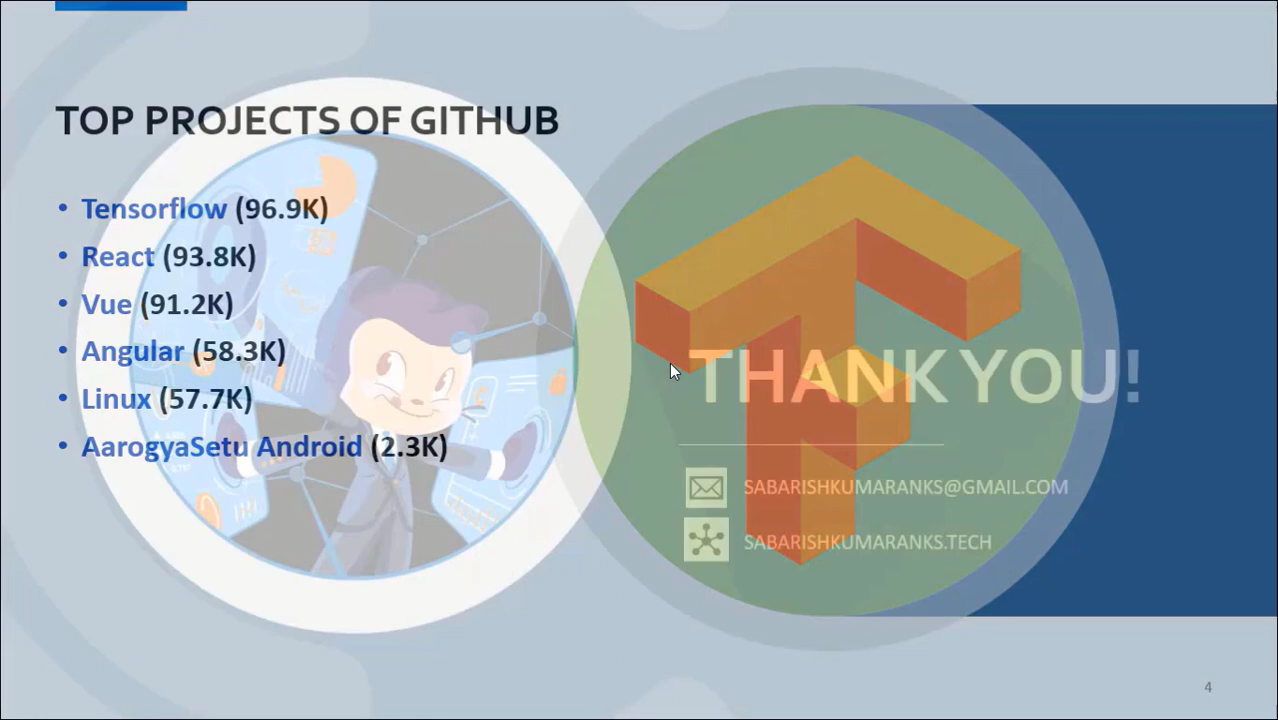 TOP PROJECTS OF GITHUB
• Tensorflow (96.9K)
• React (93.8K)
• Vue (91.2K)
• Angular (58.3K)
• Linux (57.7K)
• AarogyaSetu Android (2.3K)
THANK YOU!
SABARISHKUMARANKS@GMAIL.COM
SABARISHKUMARANKS.TECH
4